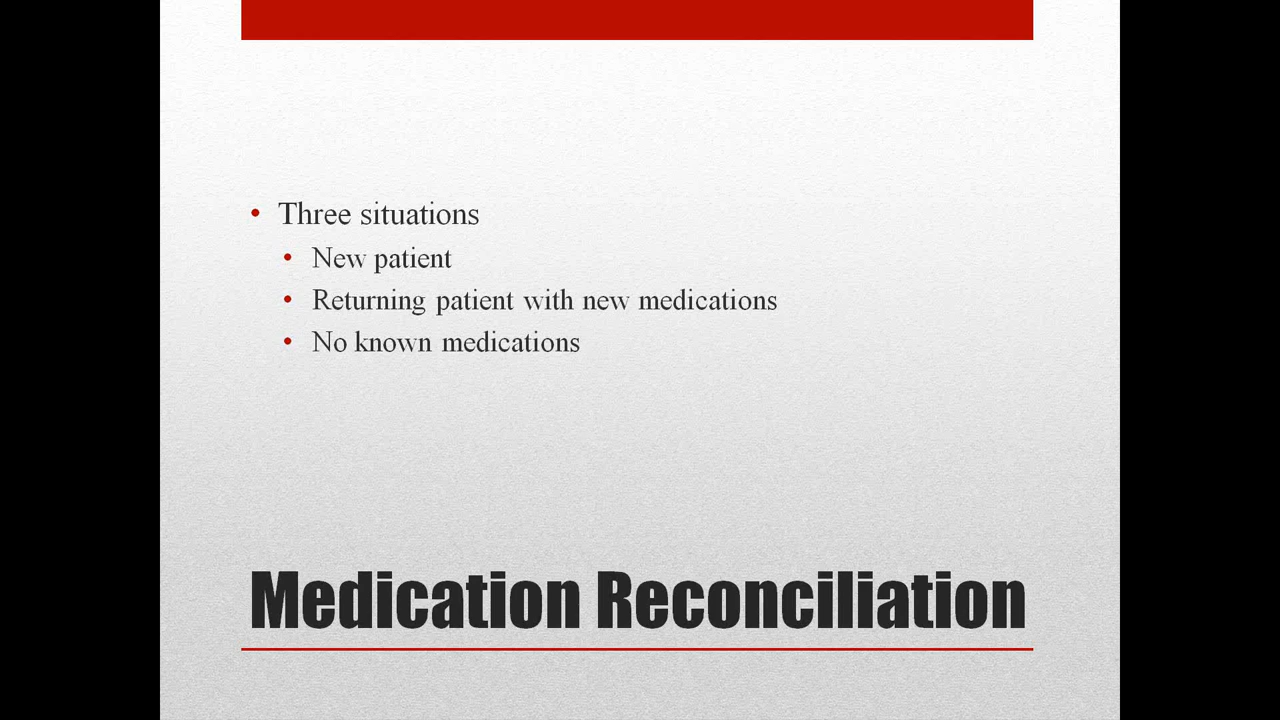 • Three situations
• New patient
• Returning patient with new medications
• No known medications
Medication Reconciliation